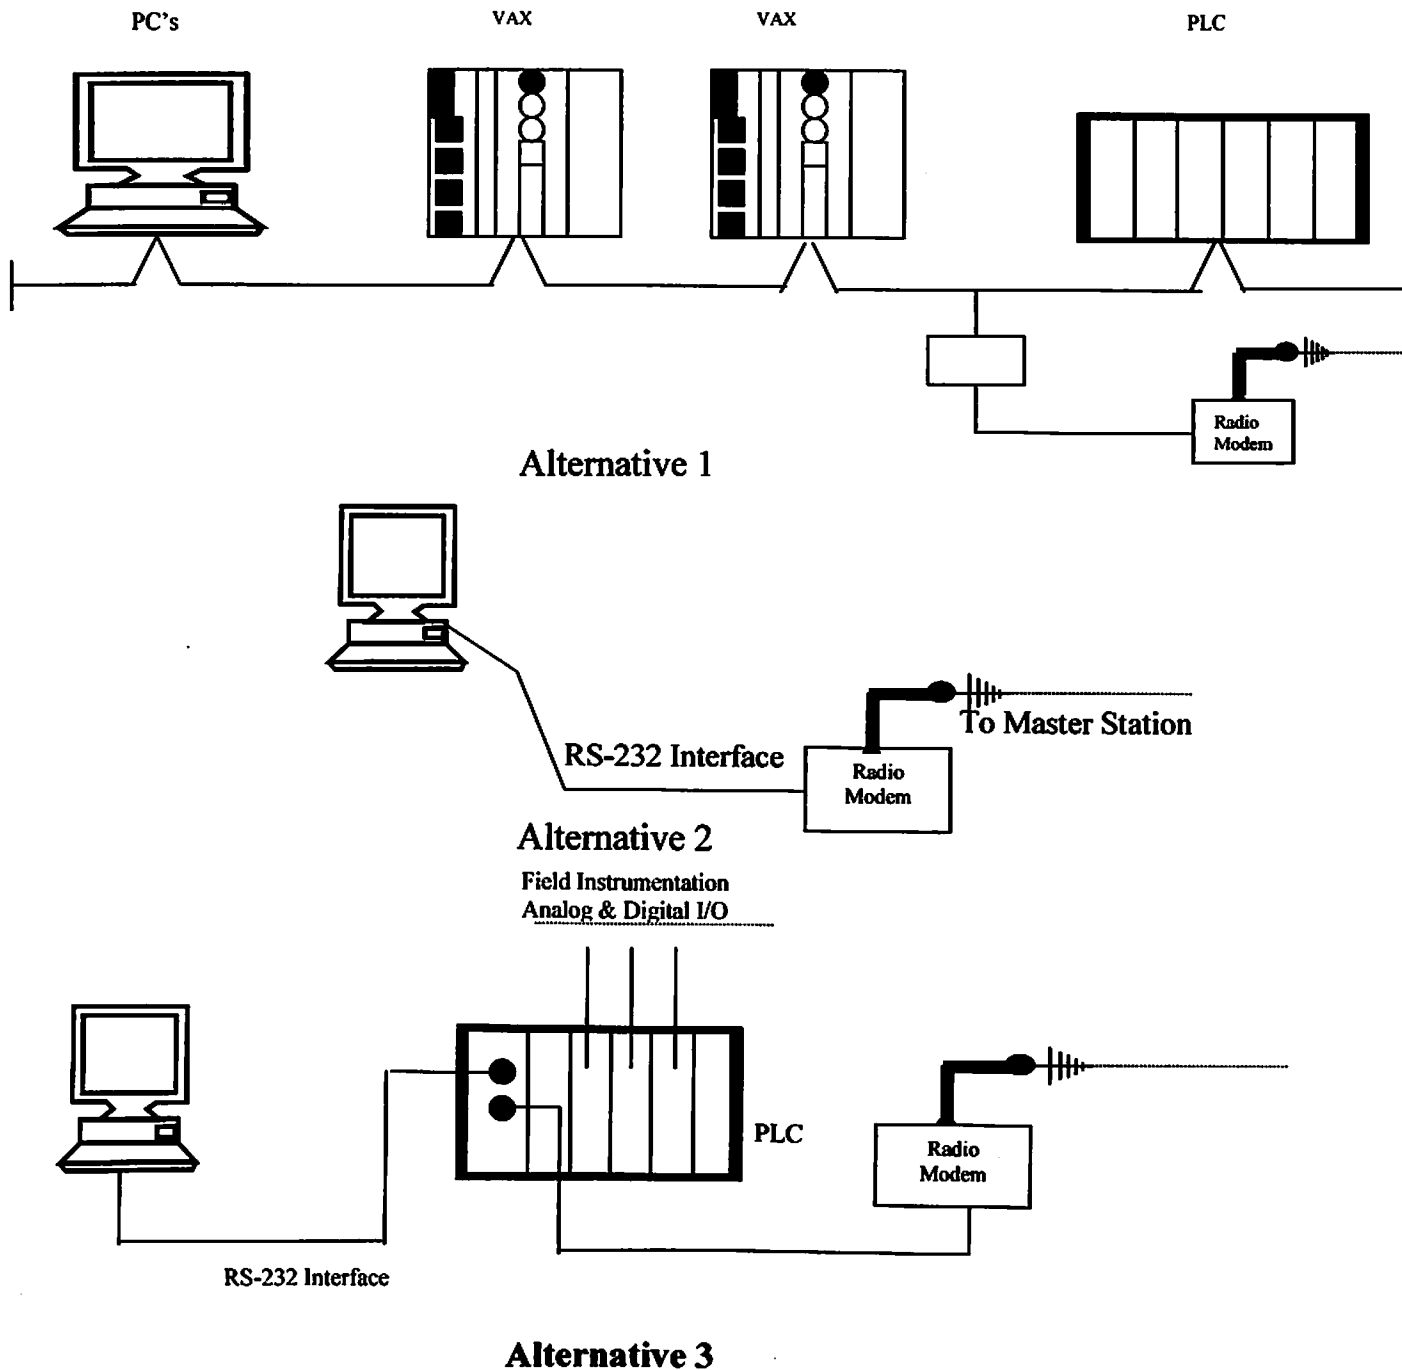 PC's
VAX
VAX
PLC
Radio
Modem
Alternative 1
To Master Station
RS-232 Interface
Radio
Modem
Alternative 2
Field Instrumentation
Analog & Digital I/O
PLC
Radio
Modem
RS-232 Interface
Alternative 3